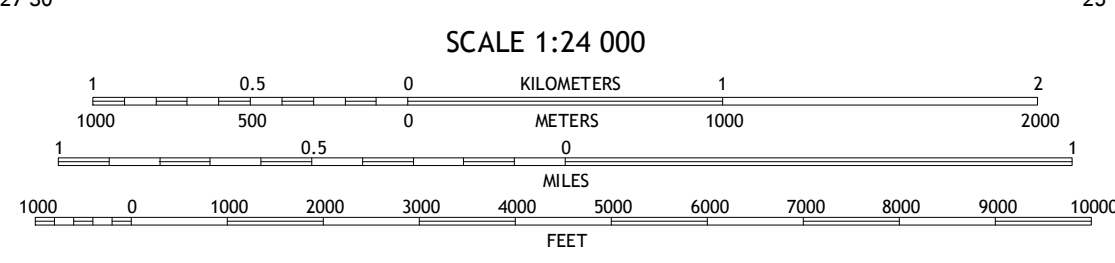 27'30" 25'
SCALE 1:24 000
1 0.5 0 KILOMETERS 1 2
1000 500 0 METERS 1000 2000
1 0.5 0 1
MILES
1000 0 1000 2000 3000 4000 5000 6000 7000 8000 9000 10000
FEET